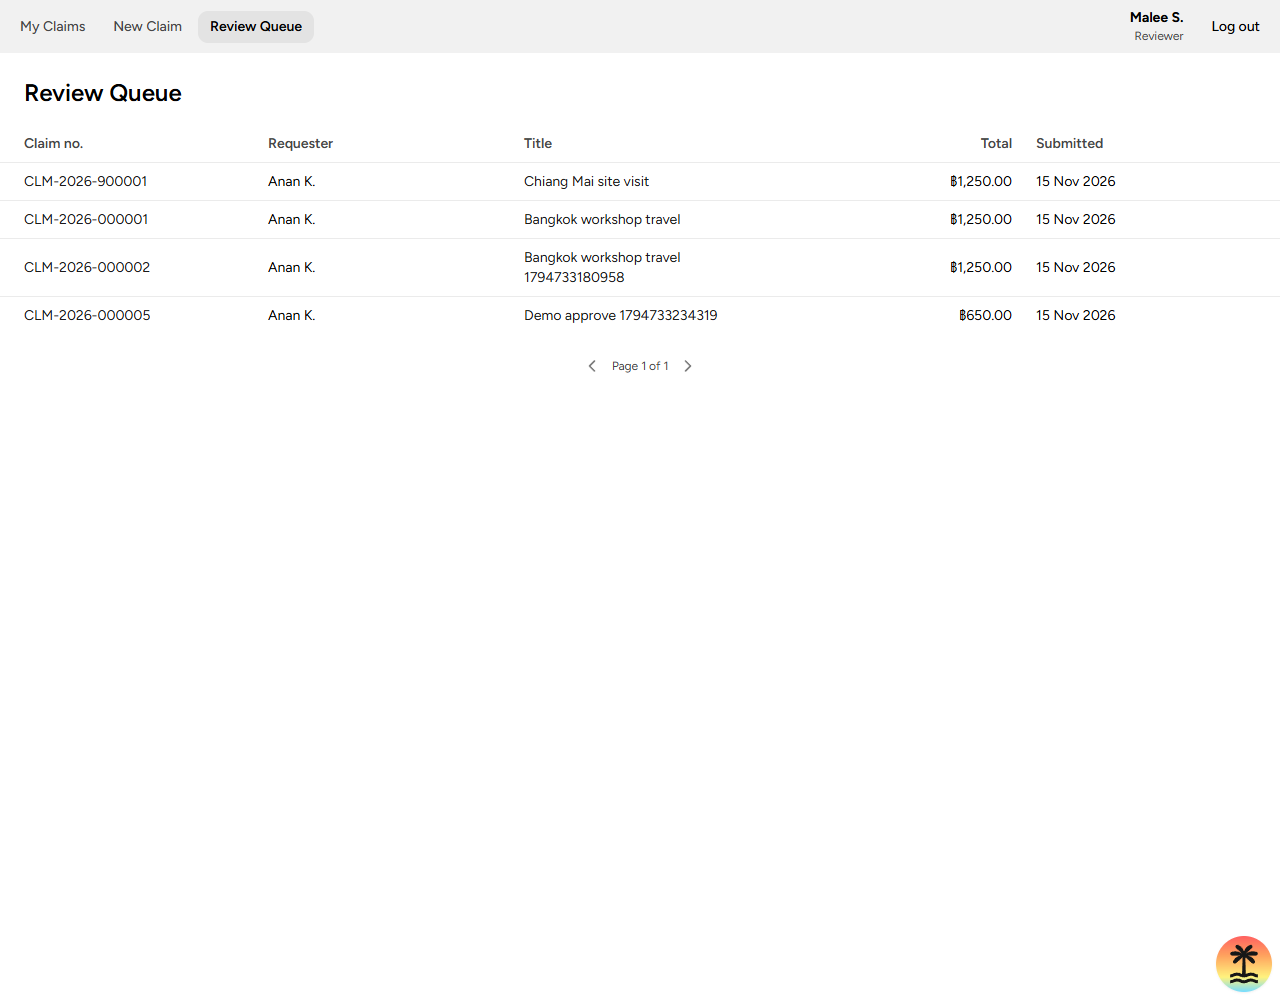 My Claims New Claim Review Queue Malee S. Log out
Reviewer
Review Queue
Claim no. Requester Title Total Submitted
CLM-2026-900001 Anan K. Chiang Mai site visit ฿1,250.00 15 Nov 2026
CLM-2026-000001 Anan K. Bangkok workshop travel ฿1,250.00 15 Nov 2026
CLM-2026-000002 Anan K. Bangkok workshop travel ฿1,250.00 15 Nov 2026
1794733180958
CLM-2026-000005 Anan K. Demo approve 1794733234319 ฿650.00 15 Nov 2026
Page 1 of 1